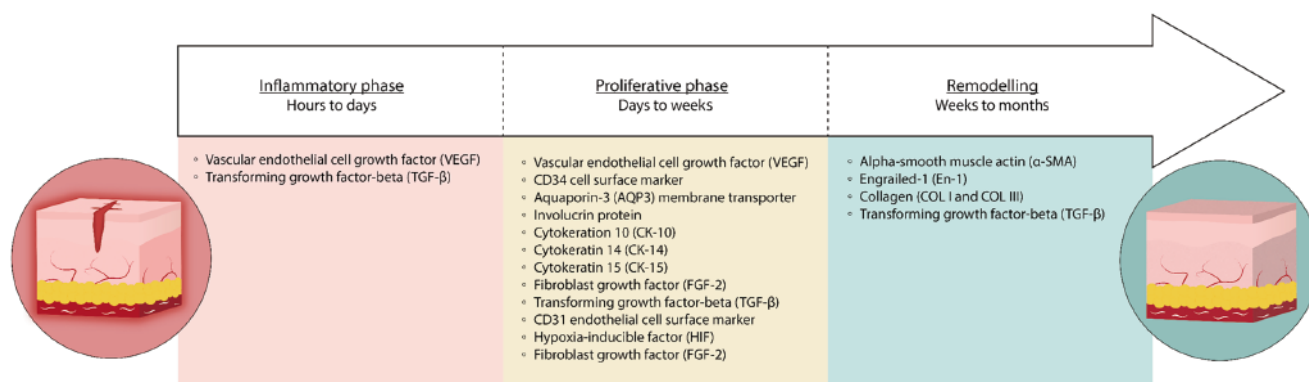 Inflammatory phase
Hours to days
Proliferative phase
Days to weeks
Remodelling
Weeks to months
◦ Vascular endothelial cell growth factor (VEGF)
◦ Transforming growth factor-beta (TGF-β)
◦ Vascular endothelial cell growth factor (VEGF)
◦ CD34 cell surface marker
◦ Aquaporin-3 (AQP3) membrane transporter
◦ Involucrin protein
◦ Cytokeration 10 (CK-10)
◦ Cytokeratin 14 (CK-14)
◦ Cytokeratin 15 (CK-15)
◦ Fibroblast growth factor (FGF-2)
◦ Transforming growth factor-beta (TGF-β)
◦ CD31 endothelial cell surface marker
◦ Hypoxia-inducible factor (HIF)
◦ Fibroblast growth factor (FGF-2)
◦ Alpha-smooth muscle actin (α-SMA)
◦ Engrailed-1 (En-1)
◦ Collagen (COL I and COL III)
◦ Transforming growth factor-beta (TGF-β)